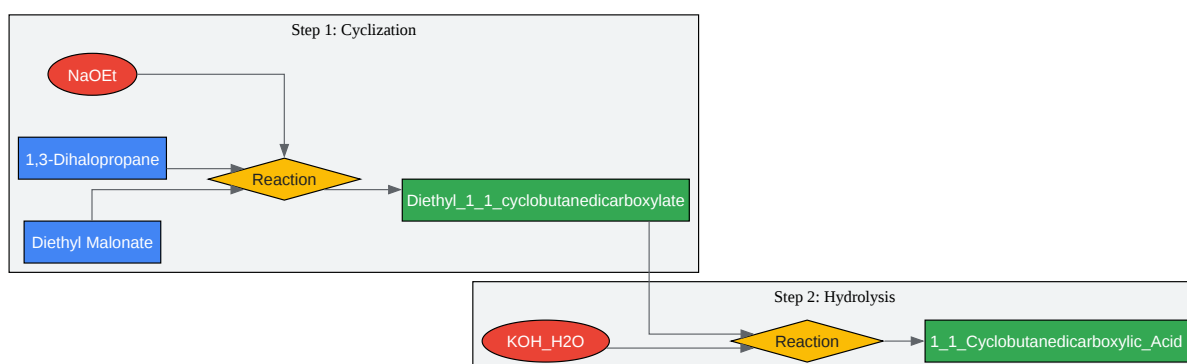 Step 1: Cyclization
NaOEt
1,3-Dihalopropane
Reaction
Diethyl_1_1_cyclobutanedicarboxylate
Diethyl Malonate
Step 2: Hydrolysis
KOH_H2O
Reaction
1_1_Cyclobutanedicarboxylic_Acid